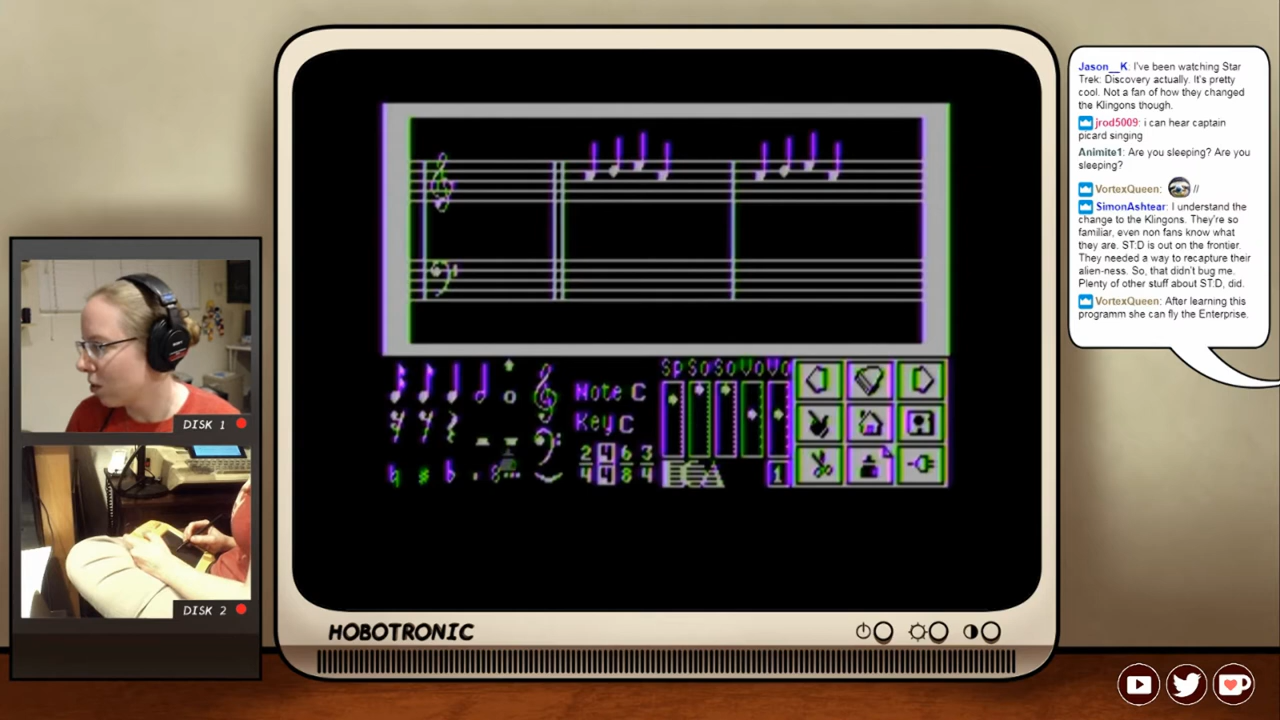 Jason__K: I've been watching Star
Trek: Discovery actually. It's pretty
cool. Not a fan of how they changed
the Klingons though.
jrod5009: i can hear captain
picard singing
Animite1: Are you sleeping? Are you
sleeping?
VortexQueen: //
SimonAshtear: I understand the
change to the Klingons. They're so
familiar, even non fans know what
they are. ST:D is out on the frontier.
They needed a way to recapture their
alien-ness. So, that didn't bug me.
Plenty of other stuff about ST:D, did.
VortexQueen: After learning this
programm she can fly the Enterprise.
Sp So So Vo Vo
Note C
Key C
2 4 6 3
4 4 8 4
1
DISK 1
DISK 2
HOBOTRONIC